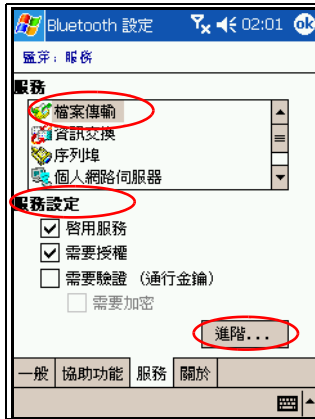 Bluetooth 設定 02:01 ok
藍芽: 服務
服務
檔案傳輸
資訊交換
序列埠
個人網路伺服器
服務設定
啓用服務
需要授權
需要驗證 (通行金鑰)
需要加密
進階...
一般 協助功能 服務 關於